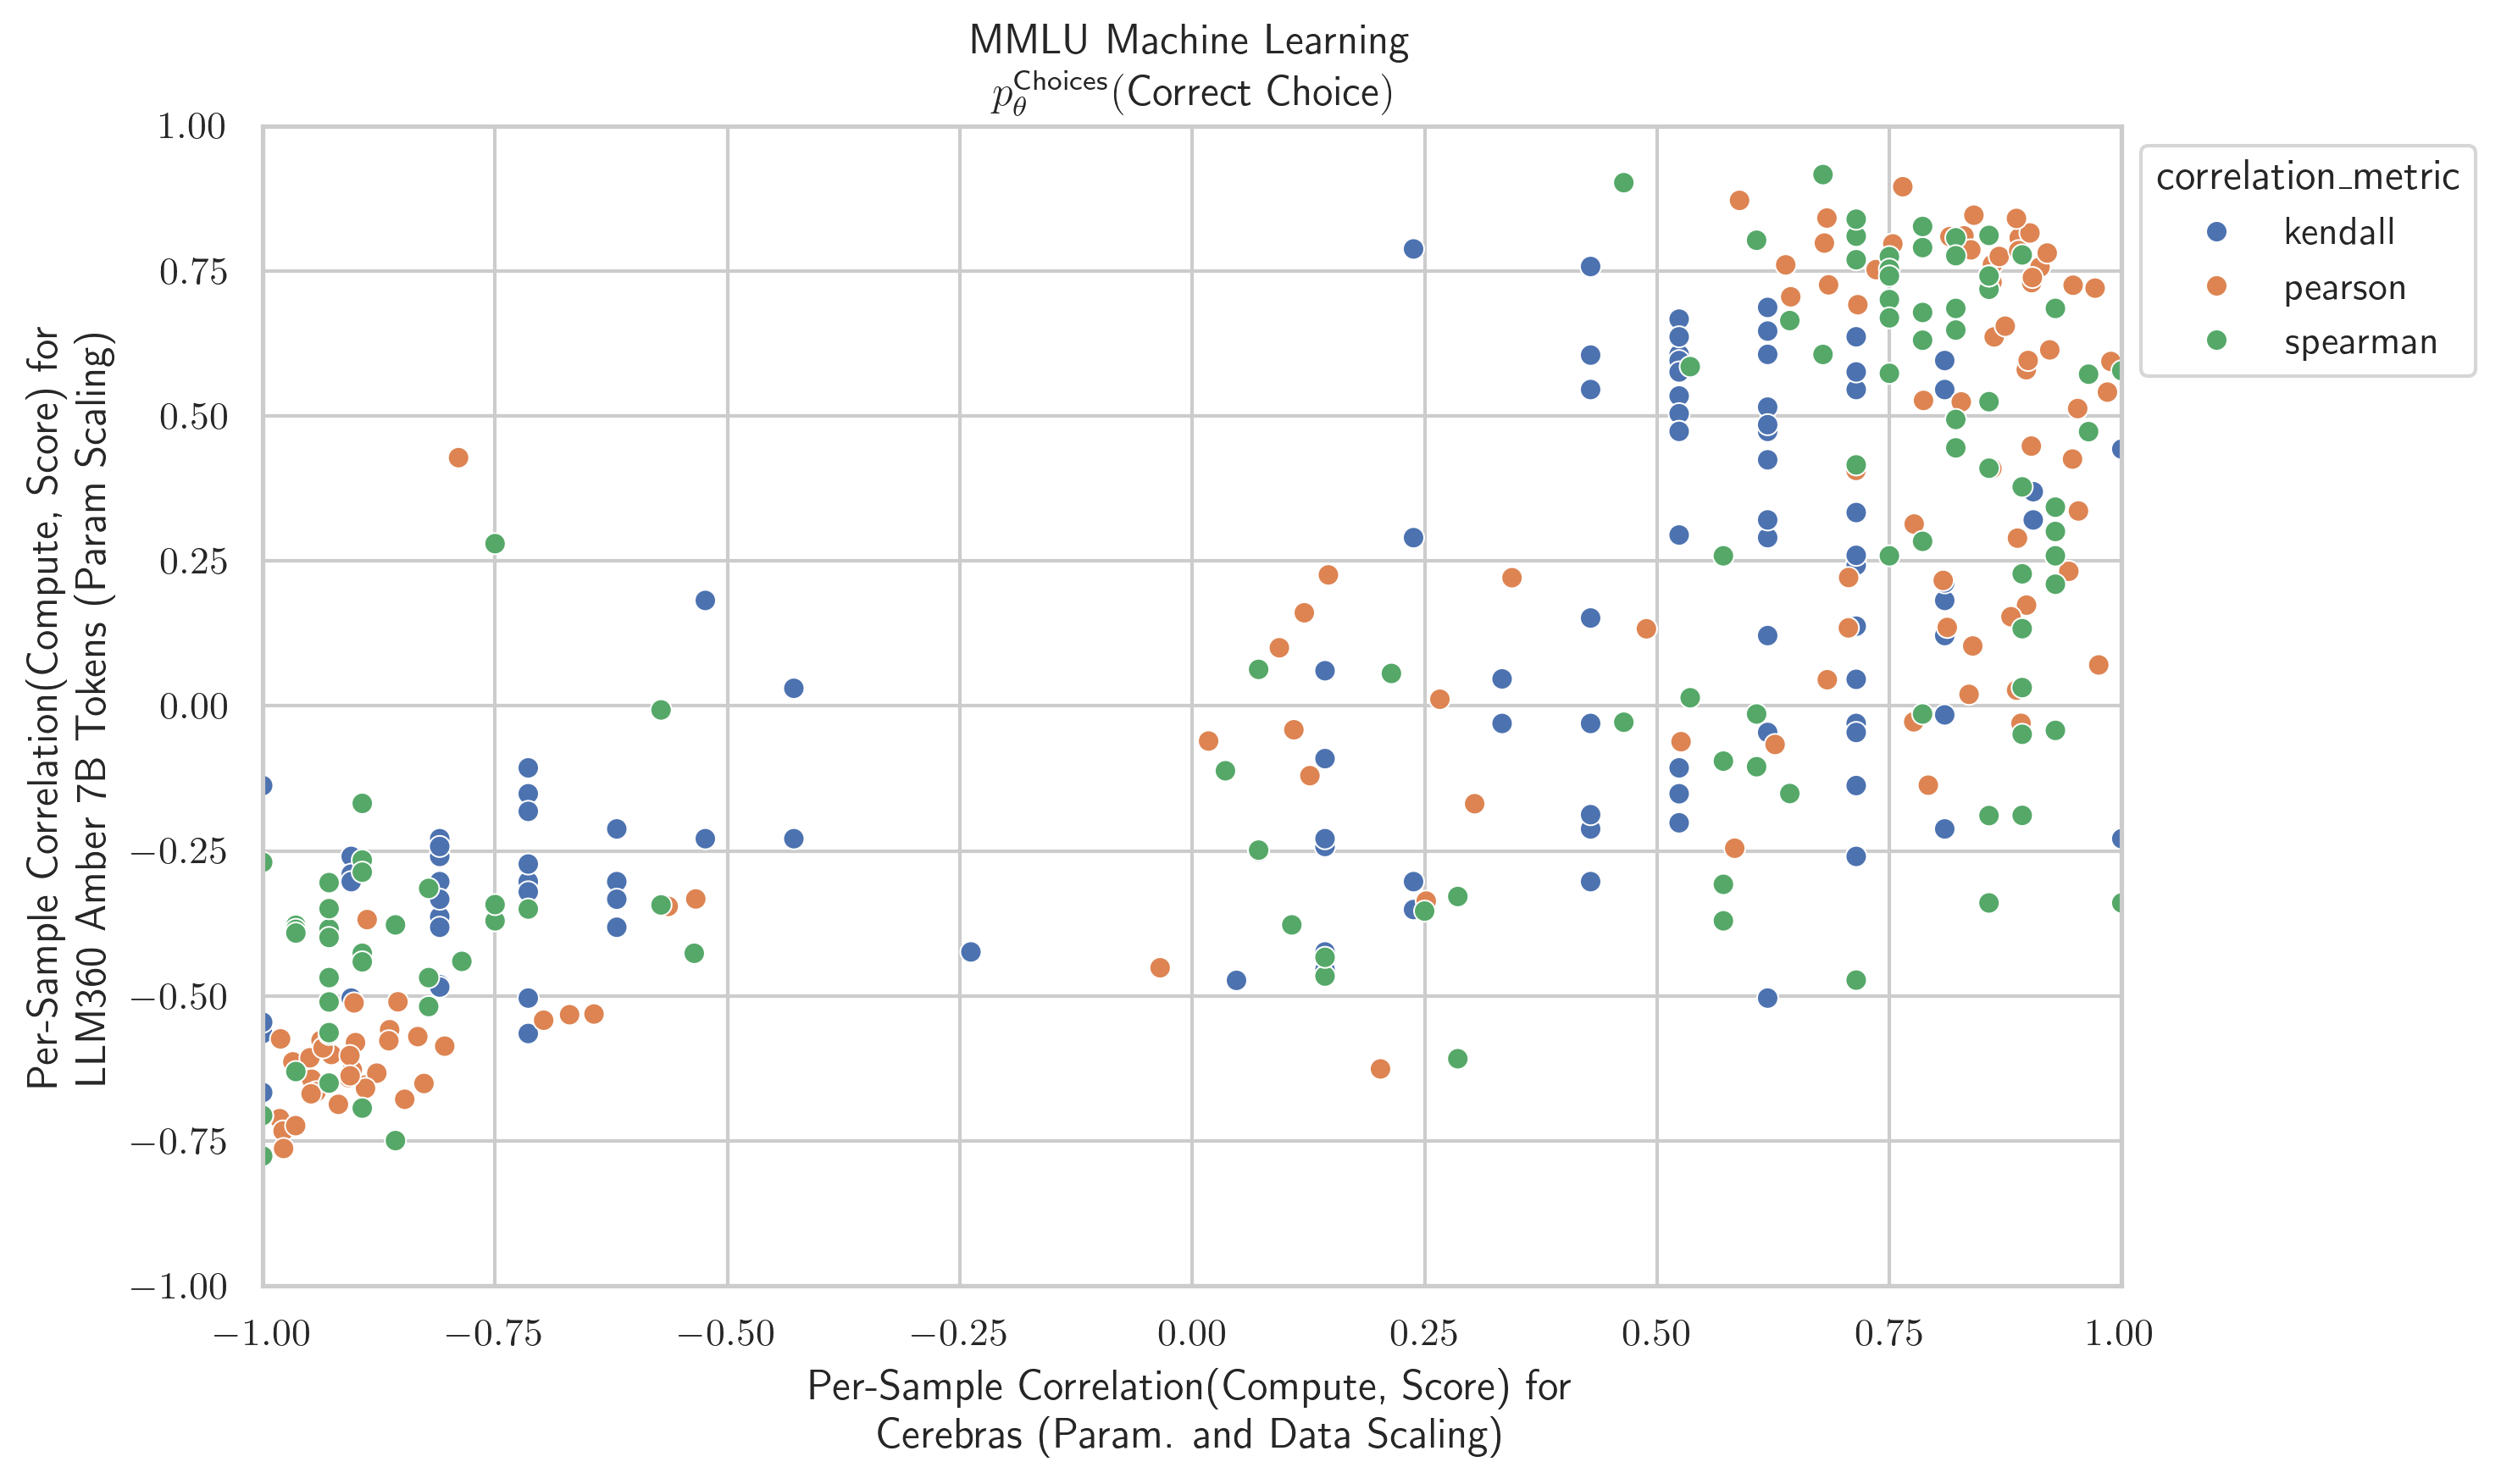 MMLU Machine Learning
p_θ^Choices(Correct Choice)
1.00
0.75
0.50
0.25
0.00
−0.25
−0.50
−0.75
−1.00
Per-Sample Correlation(Compute, Score) for
LLM360 Amber 7B Tokens (Param Scaling)
−1.00 −0.75 −0.50 −0.25 0.00 0.25 0.50 0.75 1.00
Per-Sample Correlation(Compute, Score) for
Cerebras (Param. and Data Scaling)
correlation_metric
kendall
pearson
spearman